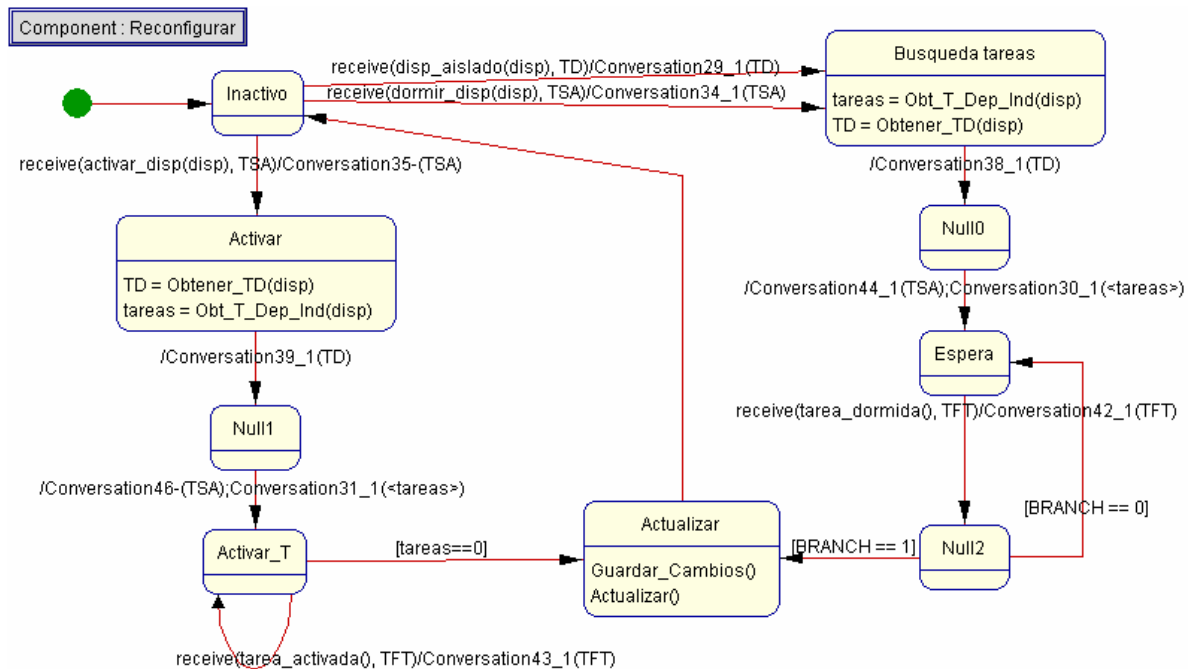 Component : Reconfigurar
Inactivo
receive(disp_aislado(disp), TD)/Conversation29_1(TD)
receive(dormir_disp(disp), TSA)/Conversation34_1(TSA)
Busqueda tareas
tareas = Obt_T_Dep_Ind(disp)
TD = Obtener_TD(disp)
receive(activar_disp(disp), TSA)/Conversation35-(TSA)
/Conversation38_1(TD)
Activar
TD = Obtener_TD(disp)
tareas = Obt_T_Dep_Ind(disp)
Null0
/Conversation44_1(TSA);Conversation30_1(<tareas>)
/Conversation39_1(TD)
Espera
Null1
receive(tarea_dormida(), TFT)/Conversation42_1(TFT)
/Conversation46-(TSA);Conversation31_1(<tareas>)
[BRANCH == 0]
Activar_T
[tareas==0]
Actualizar
Guardar_Cambios()
Actualizar()
[BRANCH == 1]
Null2
receive(tarea_activada(), TFT)/Conversation43_1(TFT)